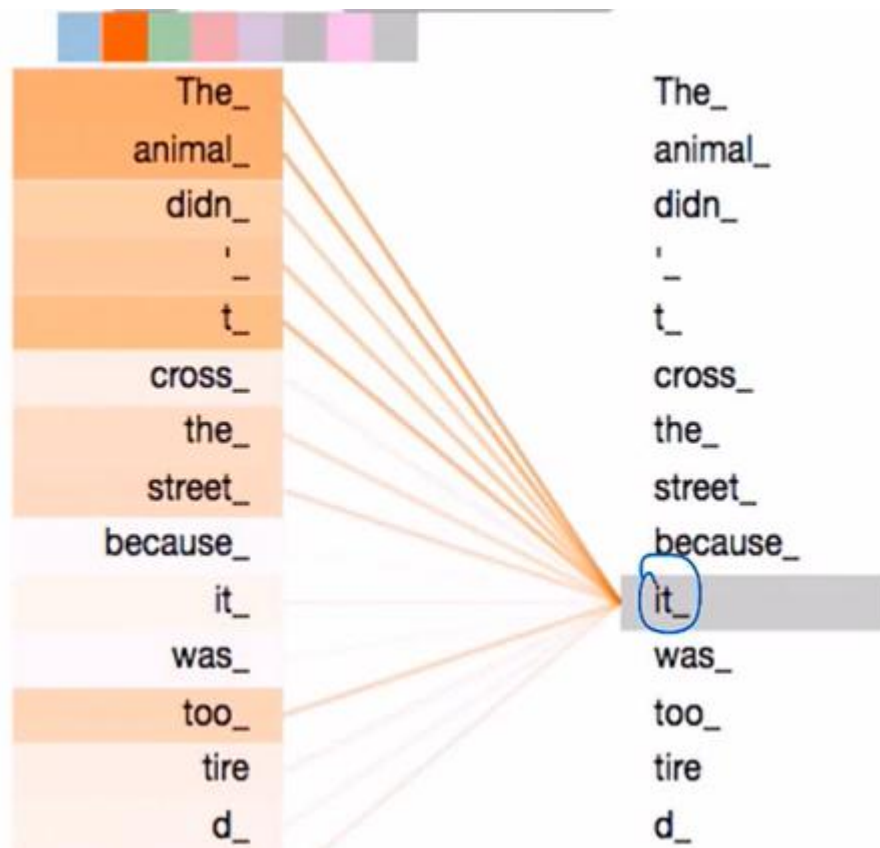 The_ The_
animal_ animal_
didn_ didn_
'_ '_
t_ t_
cross_ cross_
the_ the_
street_ street_
because_ because_
it_ it_
was_ was_
too_ too_
tire tire
d_ d_